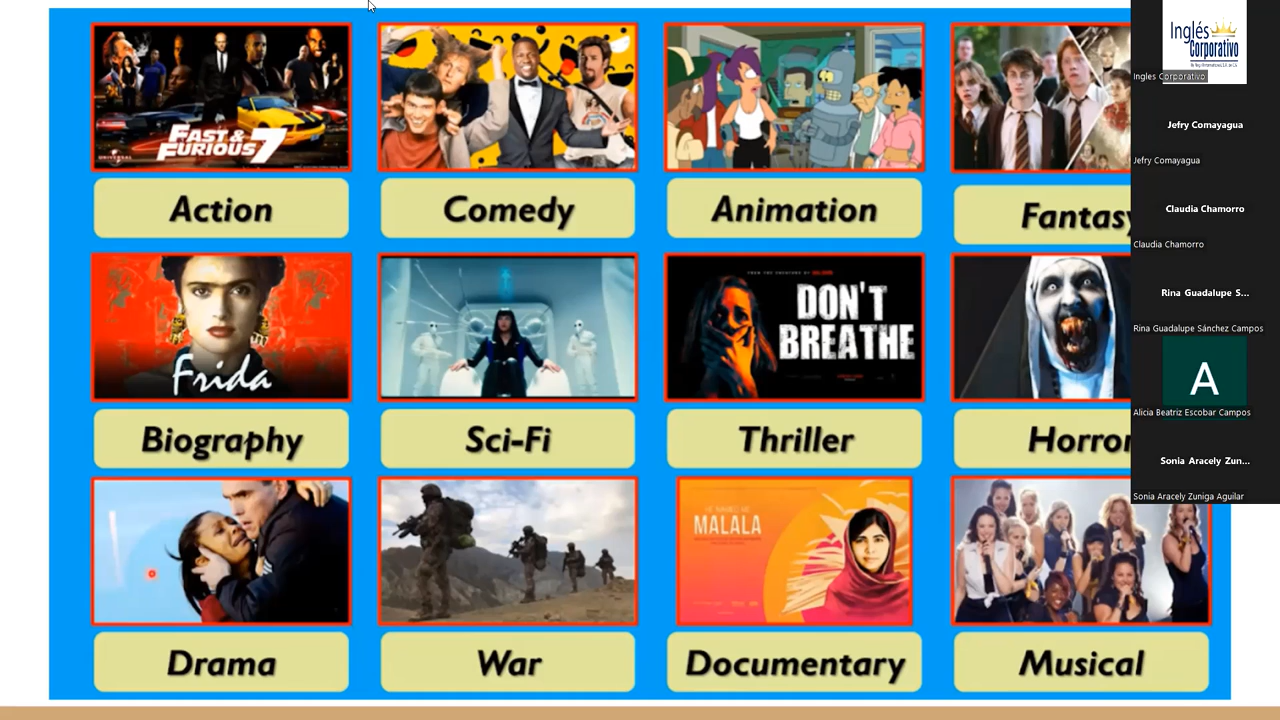 FAST &
FURIOUS 7
UNIVERSAL
Action
Comedy
Animation
Fantasy
Frida
DON'T
BREATHE
Biography
Sci-Fi
Thriller
Horror
MALALA
Drama
War
Documentary
Musical
Inglés
Corporativo
Ingles Corporativo
Jefry Comayagua
Jefry Comayagua
Claudia Chamorro
Claudia Chamorro
Rina Guadalupe S...
Rina Guadalupe Sánchez Campos
A
Alicia Beatriz Escobar Campos
Sonia Aracely Zun...
Sonia Aracely Zuniga Aguilar